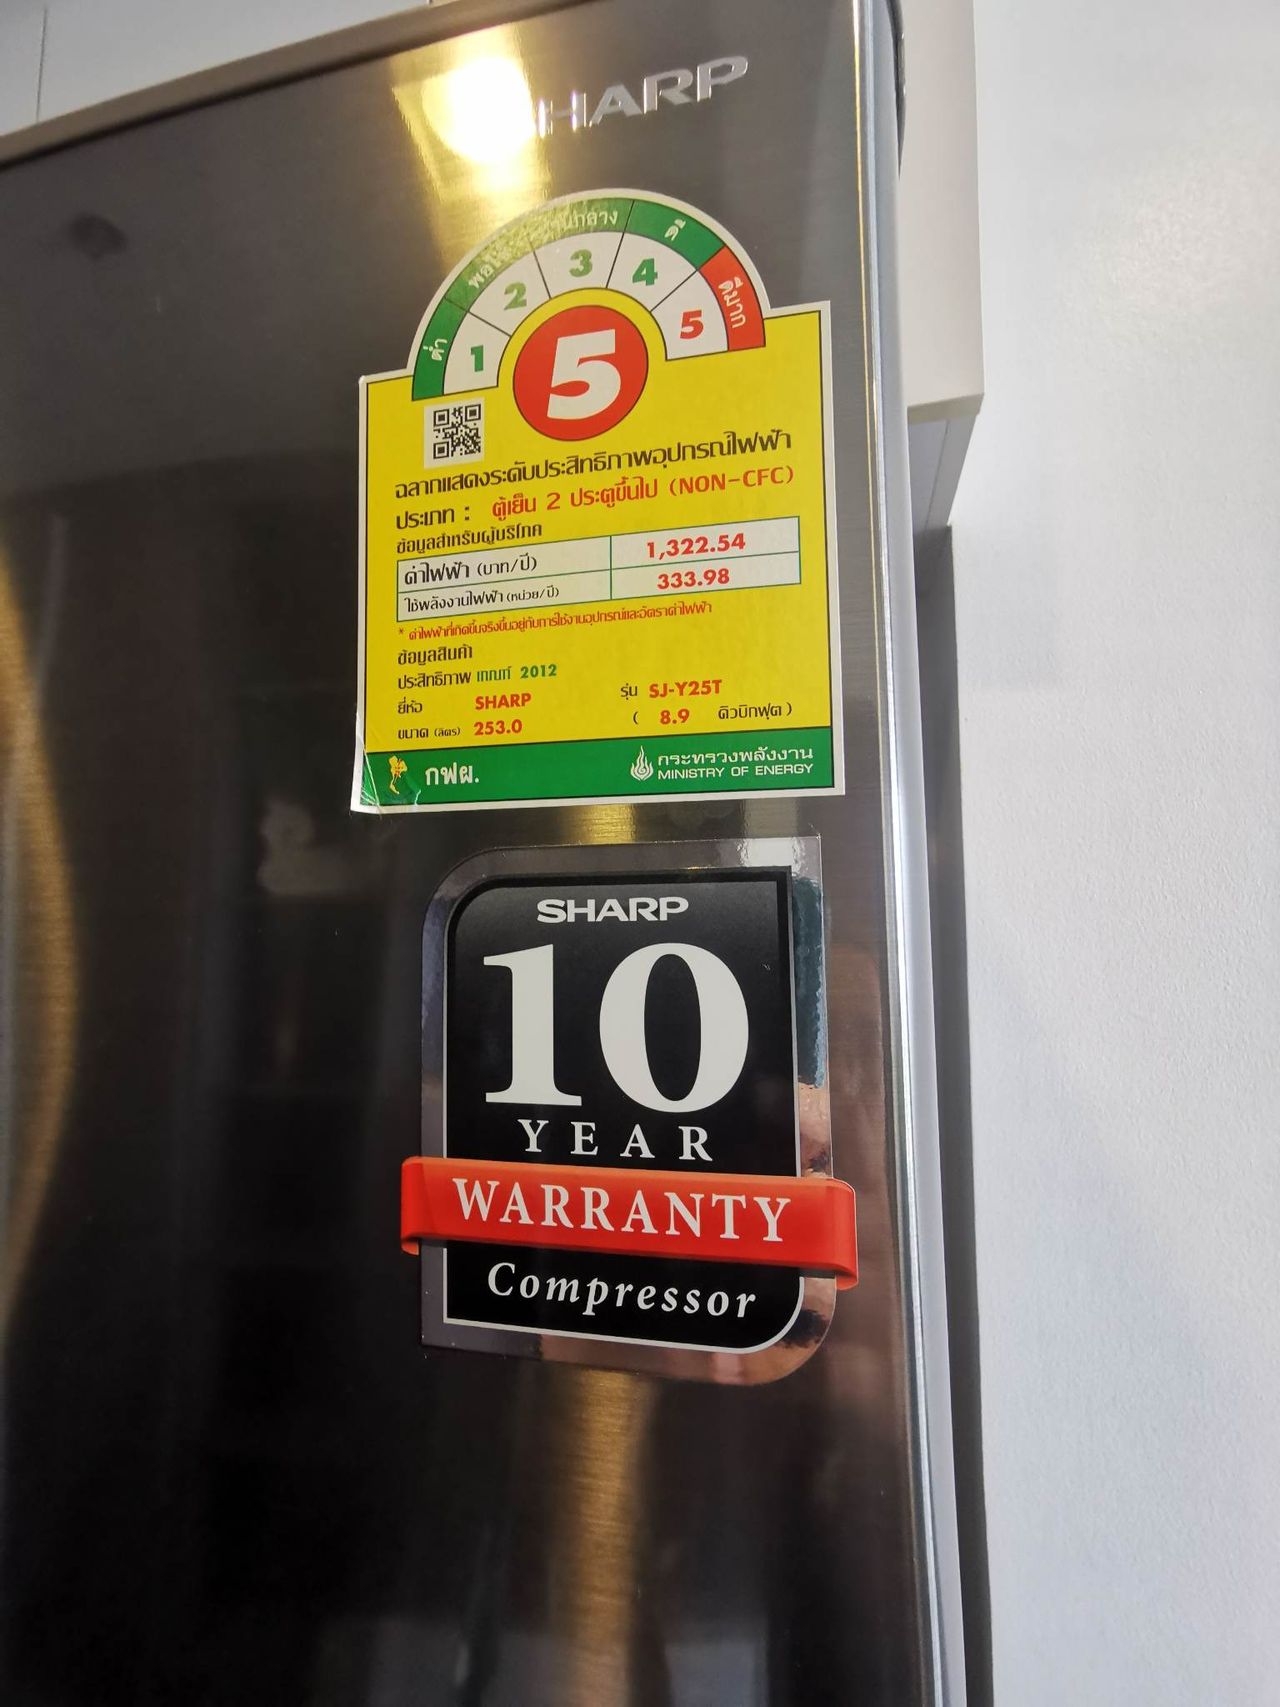 HARP
ต่ำ พอใช้ ปานกลาง ดี ดีมาก
1 2 3 4 5
5
ฉลากแสดงระดับประสิทธิภาพอุปกรณ์ไฟฟ้า
ประเภท : ตู้เย็น 2 ประตูขึ้นไป (NON-CFC)
ข้อมูลสำหรับผู้บริโภค
ค่าไฟฟ้า (บาท/ปี) 1,322.54
ใช้พลังงานไฟฟ้า (หน่วย/ปี) 333.98
* ค่าไฟฟ้าที่เกิดขึ้นจริงขึ้นอยู่กับการใช้งานอุปกรณ์และอัตราค่าไฟฟ้า
ข้อมูลสินค้า
ประสิทธิภาพ เกณฑ์ 2012
ยี่ห้อ SHARP รุ่น SJ-Y25T
ขนาด (ลิตร) 253.0 ( 8.9 คิวบิกฟุต )
กฟผ. กระทรวงพลังงาน
MINISTRY OF ENERGY
SHARP
10
YEAR
WARRANTY
Compressor